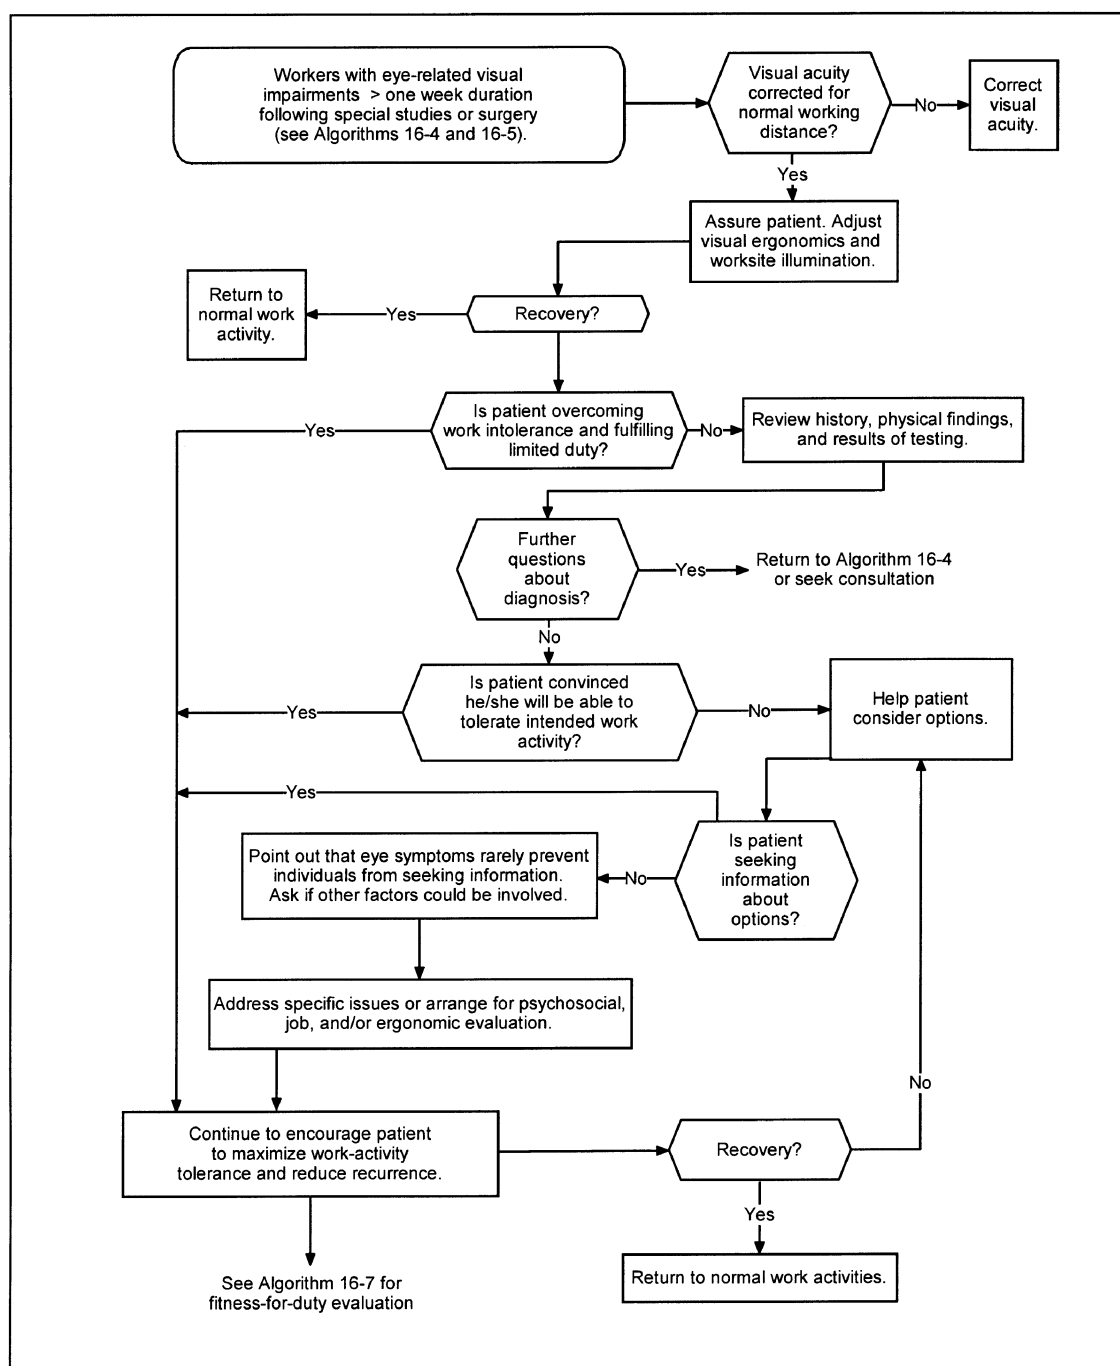 Workers with eye-related visual
impairments > one week duration
following special studies or surgery
(see Algorithms 16-4 and 16-5).
Visual acuity
corrected for
normal working
distance?
No
Correct
visual
acuity.
Yes
Assure patient. Adjust
visual ergonomics and
worksite illumination.
Return to
normal work
activity.
Yes
Recovery?
Is patient overcoming
work intolerance and fulfilling
limited duty?
Yes
No
Review history, physical findings,
and results of testing.
Further
questions
about
diagnosis?
Yes
Return to Algorithm 16-4
or seek consultation
No
Is patient convinced
he/she will be able to
tolerate intended work
activity?
Yes
No
Help patient
consider options.
Yes
Is patient
seeking
information
about
options?
No
Point out that eye symptoms rarely prevent
individuals from seeking information.
Ask if other factors could be involved.
Address specific issues or arrange for psychosocial,
job, and/or ergonomic evaluation.
No
Continue to encourage patient
to maximize work-activity
tolerance and reduce recurrence.
Recovery?
Yes
Return to normal work activities.
See Algorithm 16-7 for
fitness-for-duty evaluation